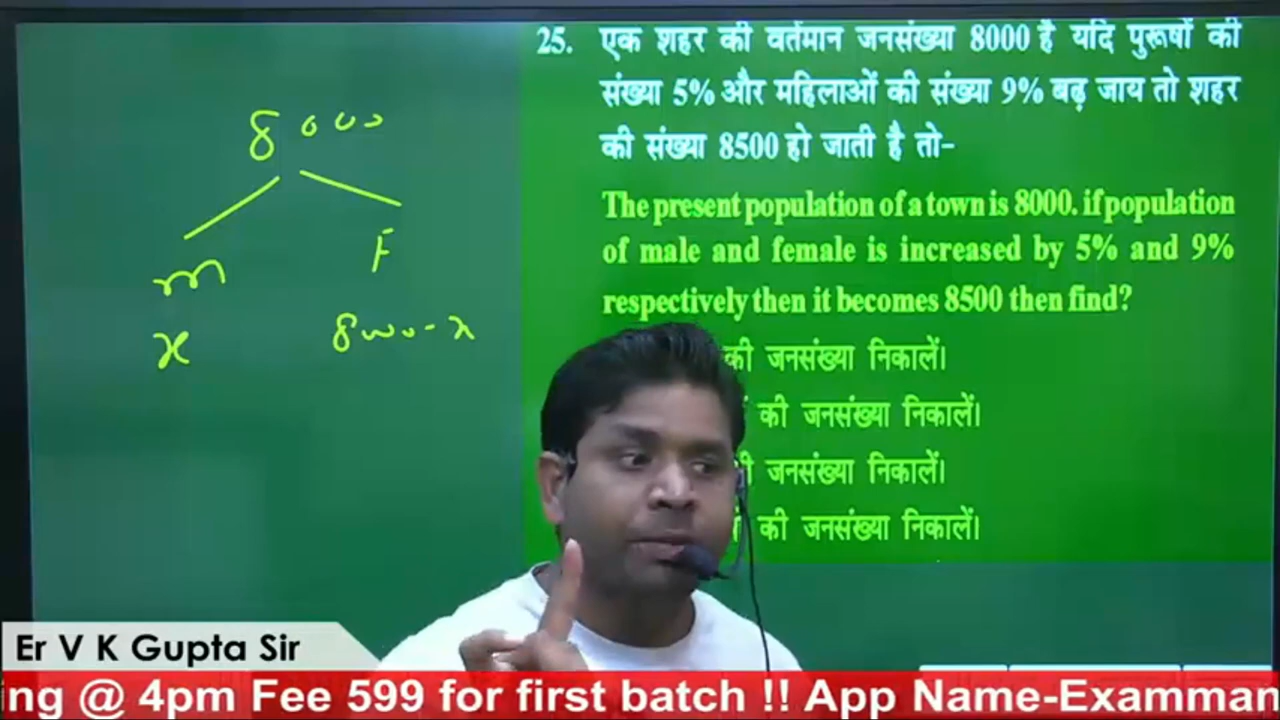 8000
m F
x 8000-x
25. एक शहर की वर्तमान जनसंख्या 8000 है यदि पुरूषों की
संख्या 5% और महिलाओं की संख्या 9% बढ़ जाय तो शहर
की संख्या 8500 हो जाती है तो-
The present population of a town is 8000. if population
of male and female is increased by 5% and 9%
respectively then it becomes 8500 then find?
की जनसंख्या निकालें।
की जनसंख्या निकालें।
जनसंख्या निकालें।
की जनसंख्या निकालें।
Er V K Gupta Sir
ng @ 4pm Fee 599 for first batch !! App Name-Examman